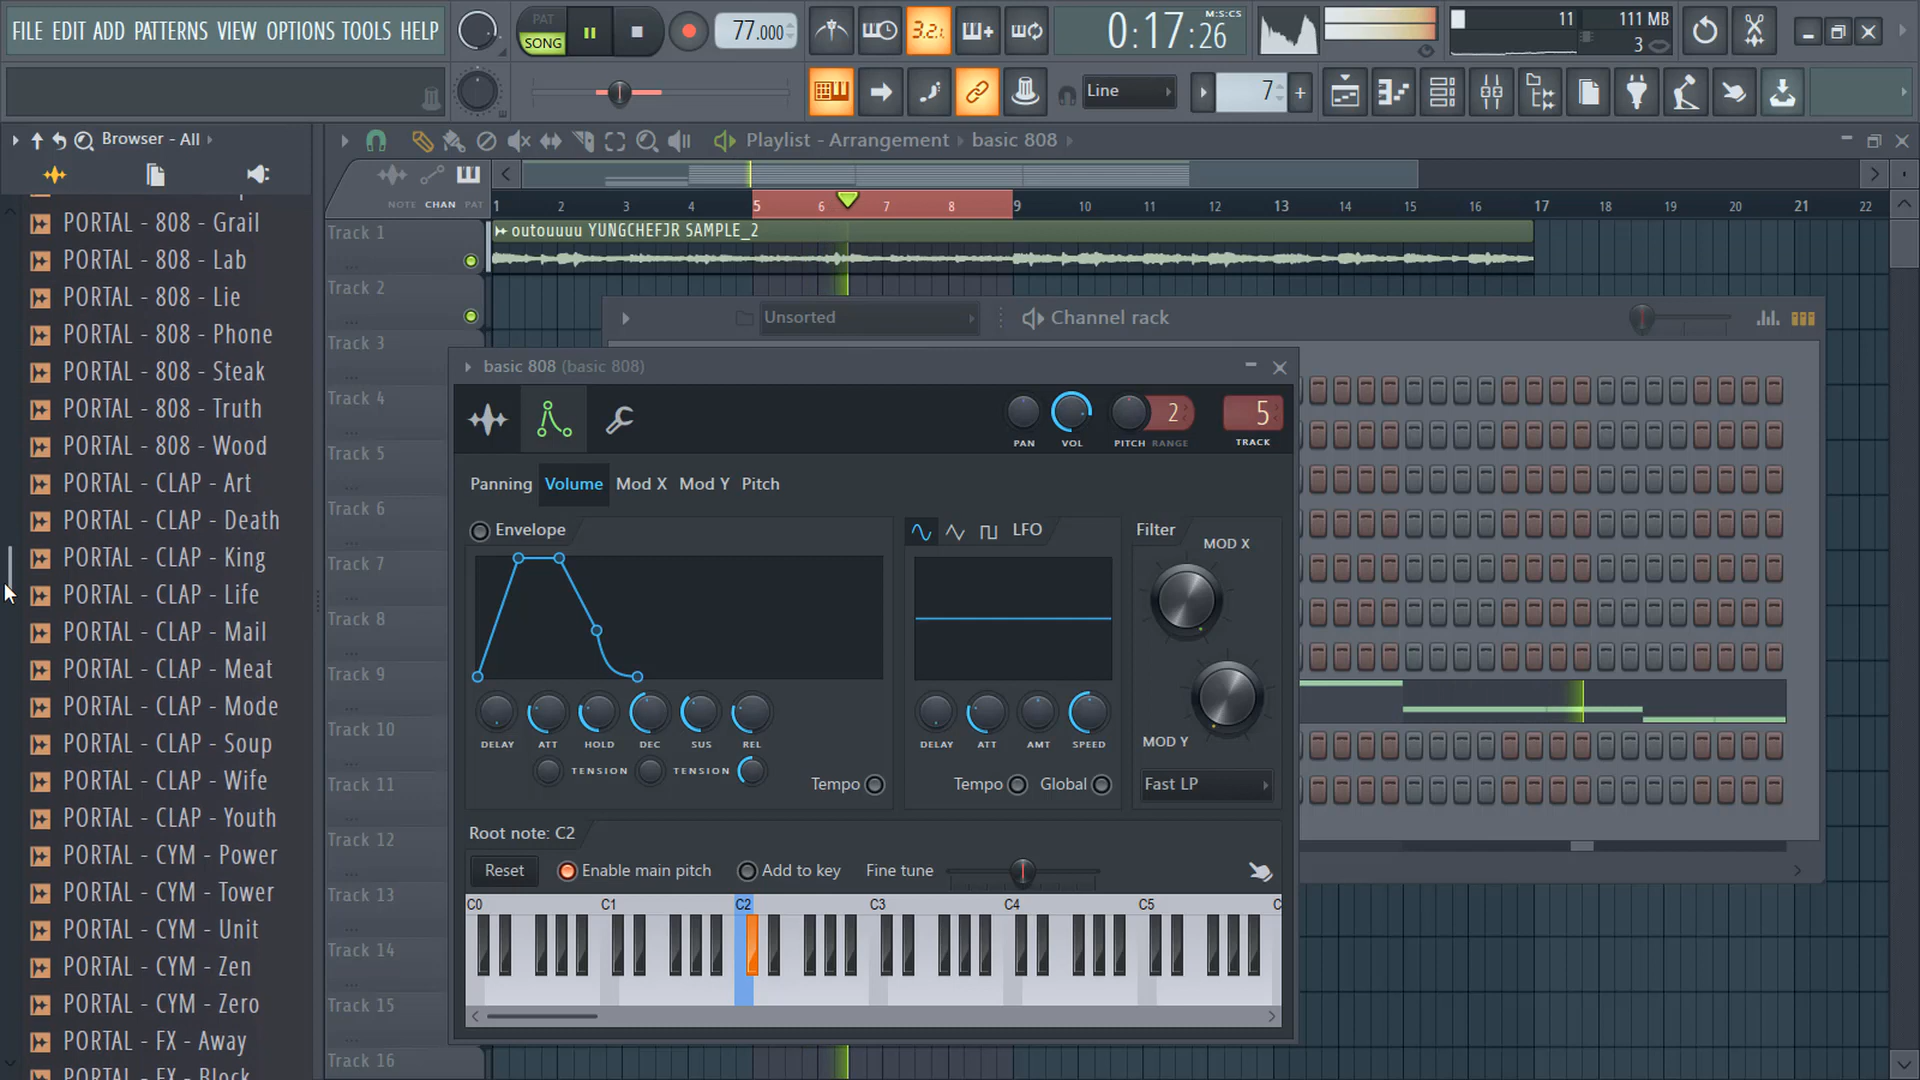 FILE EDIT ADD PATTERNS VIEW OPTIONS TOOLS HELP
PAT
SONG
77.000
3.2.
0:17:26
M:S:CS
11
111 MB
3
Line
7
Browser - All
Playlist - Arrangement
basic 808
NOTE CHAN PAT
1 2 3 4 5 6 7 8 9 10 11 12 13 14 15 16 17 18 19 20 21 22
PORTAL - 808 - Grail
PORTAL - 808 - Lab
PORTAL - 808 - Lie
PORTAL - 808 - Phone
PORTAL - 808 - Steak
PORTAL - 808 - Truth
PORTAL - 808 - Wood
PORTAL - CLAP - Art
PORTAL - CLAP - Death
PORTAL - CLAP - King
PORTAL - CLAP - Life
PORTAL - CLAP - Mail
PORTAL - CLAP - Meat
PORTAL - CLAP - Mode
PORTAL - CLAP - Soup
PORTAL - CLAP - Wife
PORTAL - CLAP - Youth
PORTAL - CYM - Power
PORTAL - CYM - Tower
PORTAL - CYM - Unit
PORTAL - CYM - Zen
PORTAL - CYM - Zero
PORTAL - FX - Away
PORTAL - FX - Block
Track 1
outouuuu YUNGCHEFJR SAMPLE_2
Track 2
Track 3
Track 4
Track 5
Track 6
Track 7
Track 8
Track 9
Track 10
Track 11
Track 12
Track 13
Track 14
Track 15
Track 16
Unsorted
Channel rack
basic 808 (basic 808)
2
5
PAN VOL PITCH RANGE TRACK
Panning Volume Mod X Mod Y Pitch
Envelope
LFO
Filter
MOD X
DELAY ATT HOLD DEC SUS REL
TENSION TENSION
Tempo
DELAY ATT AMT SPEED
Tempo Global
MOD Y
Fast LP
Root note: C2
Reset
Enable main pitch
Add to key
Fine tune
C0 C1 C2 C3 C4 C5 C